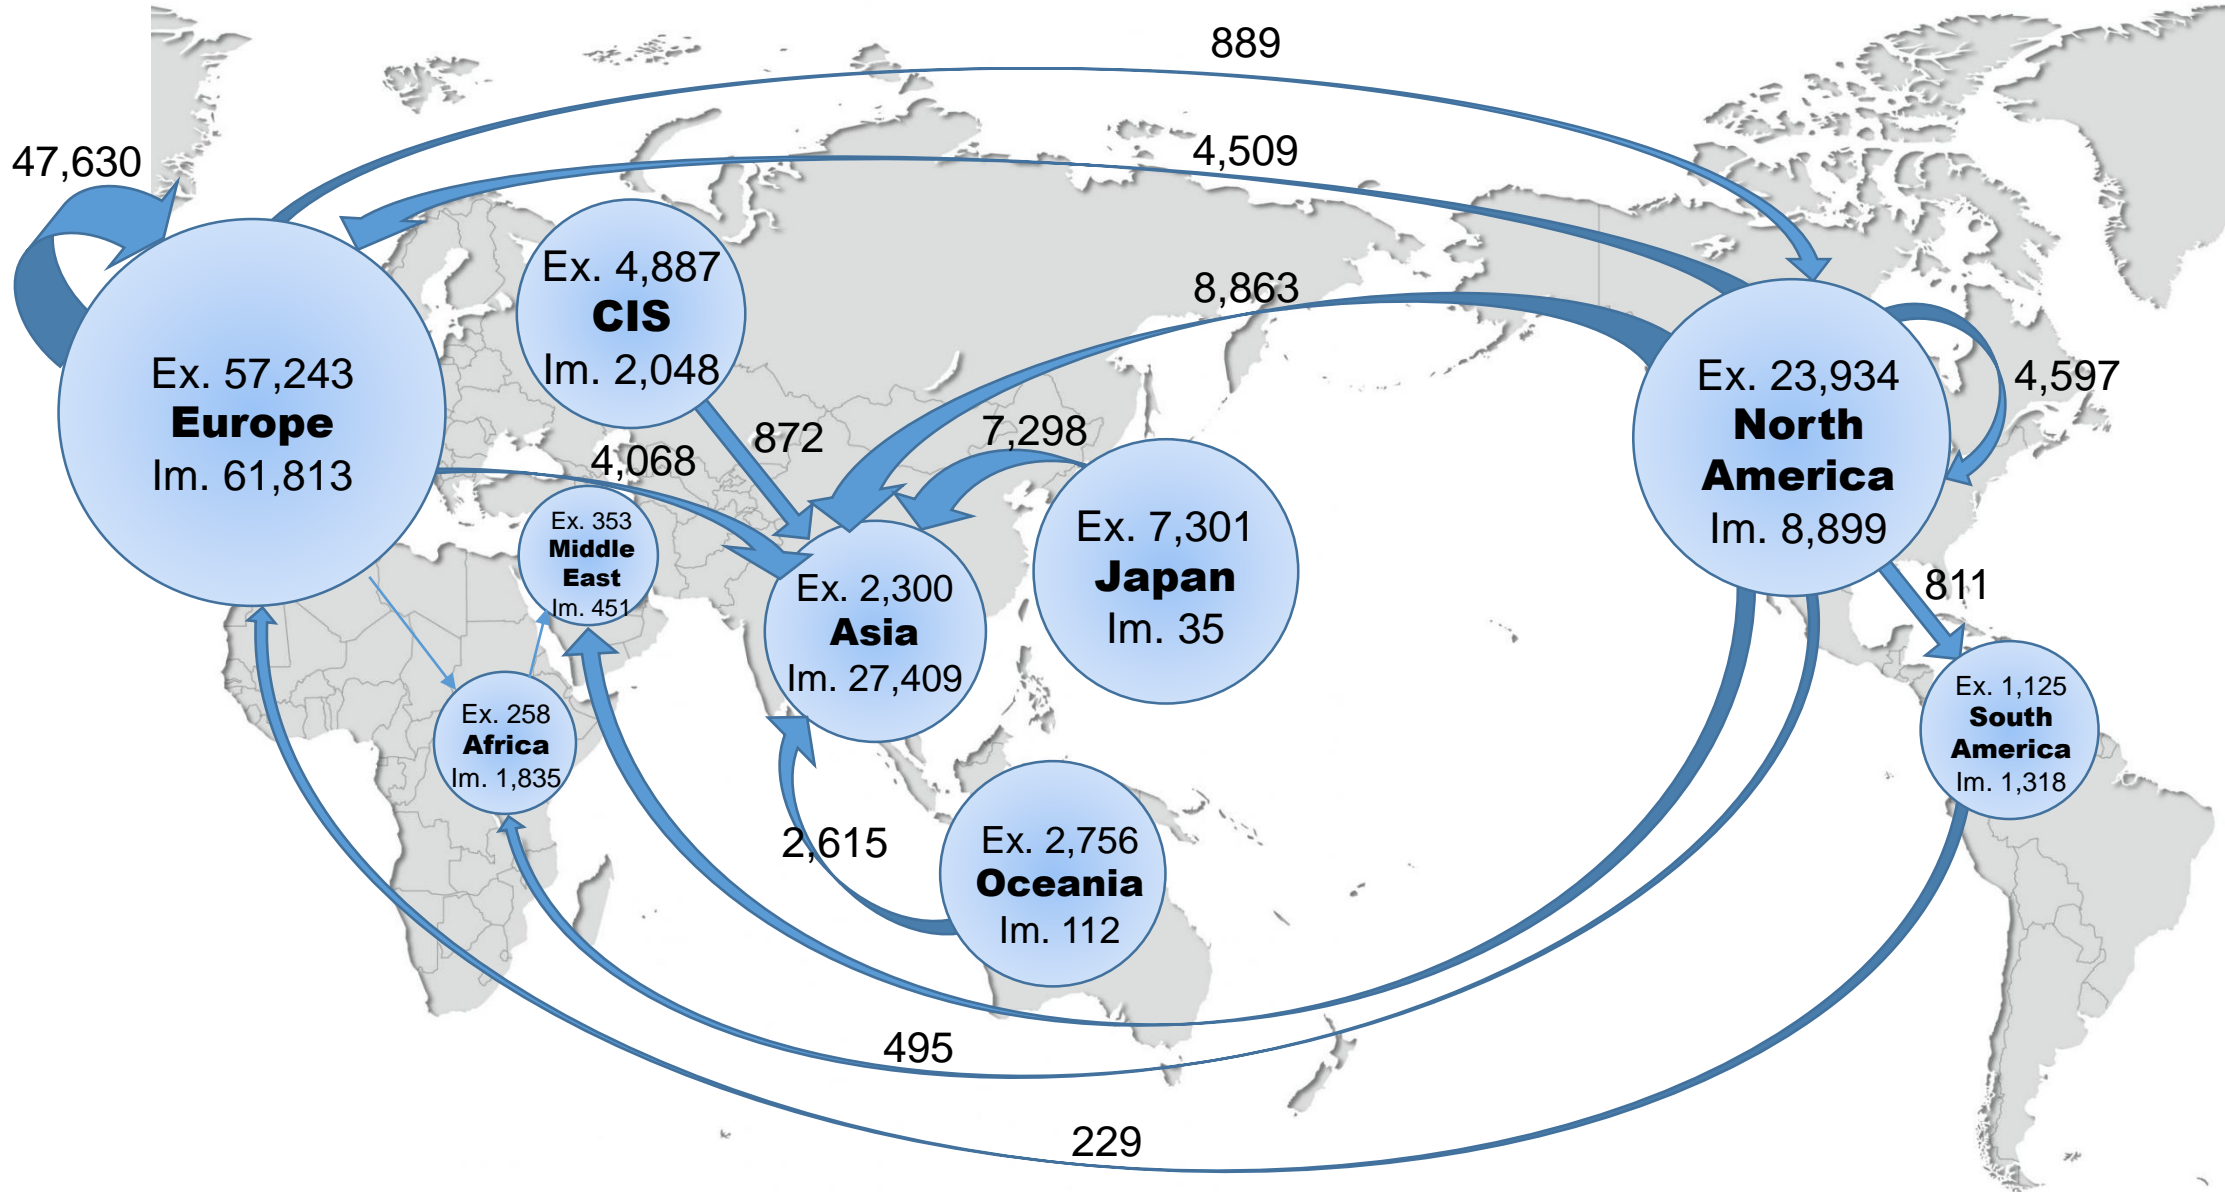 889
47,630
4,509
Ex. 4,887
CIS
Im. 2,048
8,863
Ex. 57,243
Europe
Im. 61,813
Ex. 23,934
North
America
Im. 8,899
4,597
872
7,298
4,068
Ex. 353
Middle
East
Im. 451
Ex. 2,300
Asia
Im. 27,409
Ex. 7,301
Japan
Im. 35
811
Ex. 258
Africa
Im. 1,835
Ex. 1,125
South
America
Im. 1,318
2,615
Ex. 2,756
Oceania
Im. 112
495
229